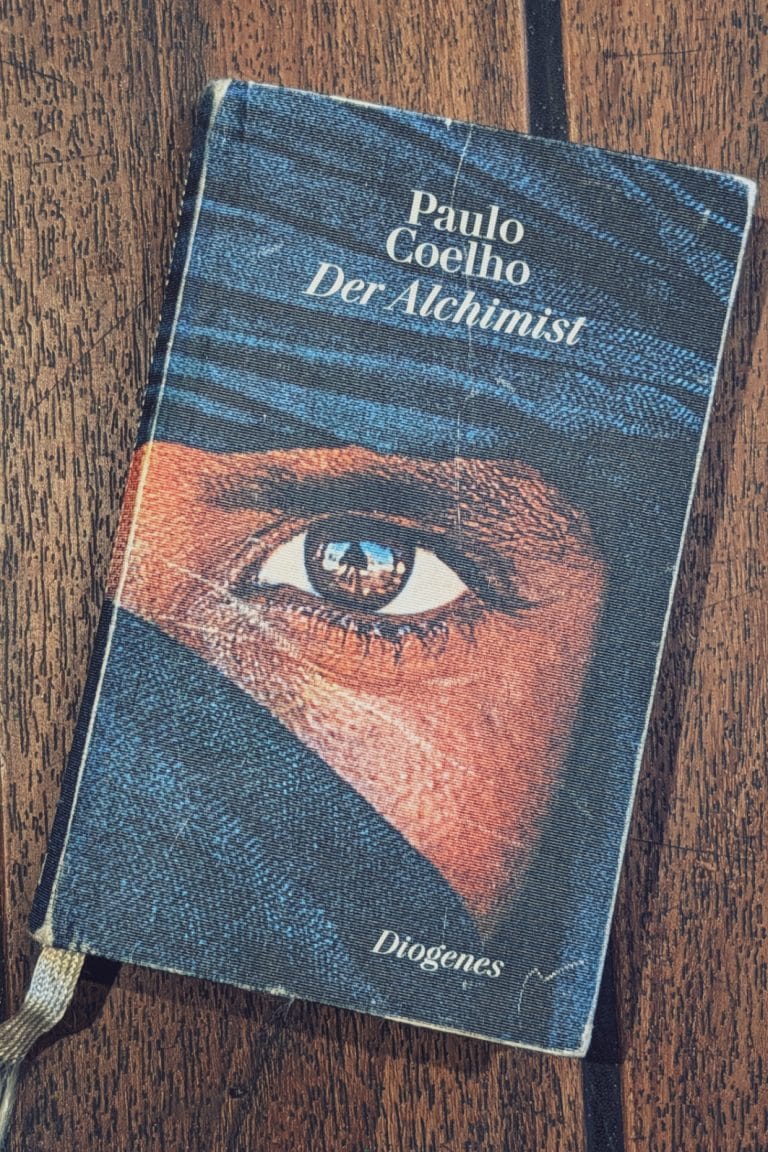 Paulo
Coelho
Der Alchimist
Diogenes